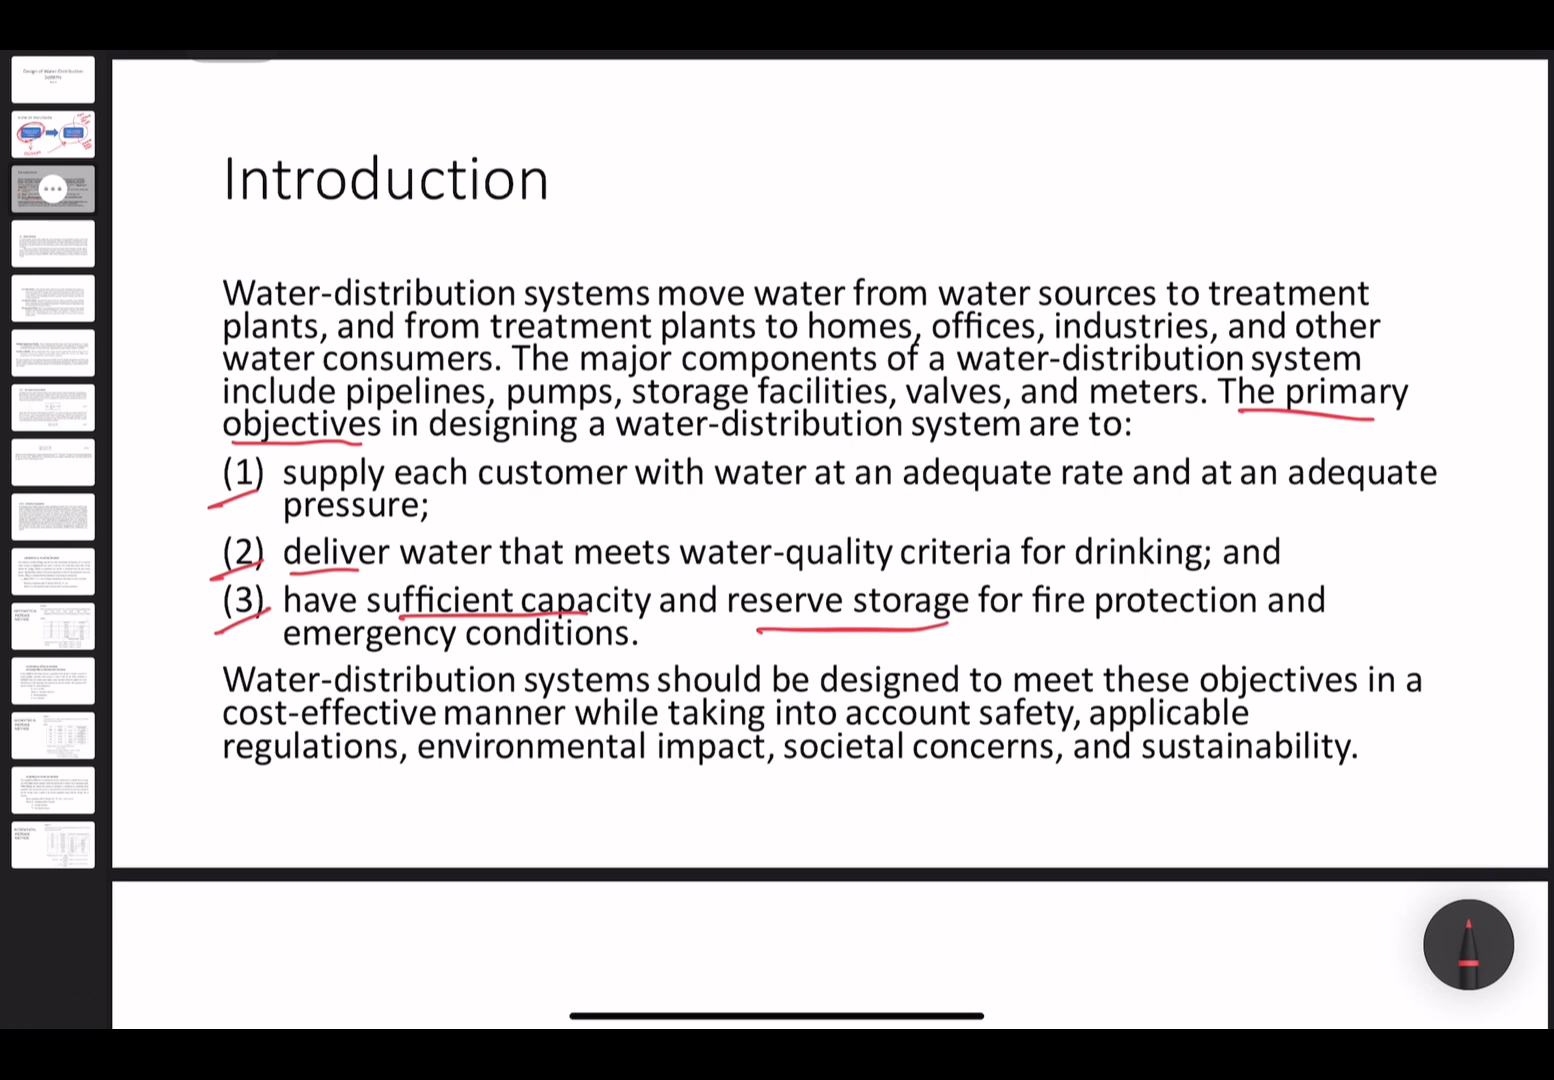 Design of Water Distribution
Systems
Introduction
Water-distribution systems move water from water sources to treatment
plants, and from treatment plants to homes, offices, industries, and other
water consumers. The major components of a water-distribution system
include pipelines, pumps, storage facilities, valves, and meters. The primary
objectives in designing a water-distribution system are to:
(1) supply each customer with water at an adequate rate and at an adequate
pressure;
(2) deliver water that meets water-quality criteria for drinking; and
(3) have sufficient capacity and reserve storage for fire protection and
emergency conditions.
Water-distribution systems should be designed to meet these objectives in a
cost-effective manner while taking into account safety, applicable
regulations, environmental impact, societal concerns, and sustainability.